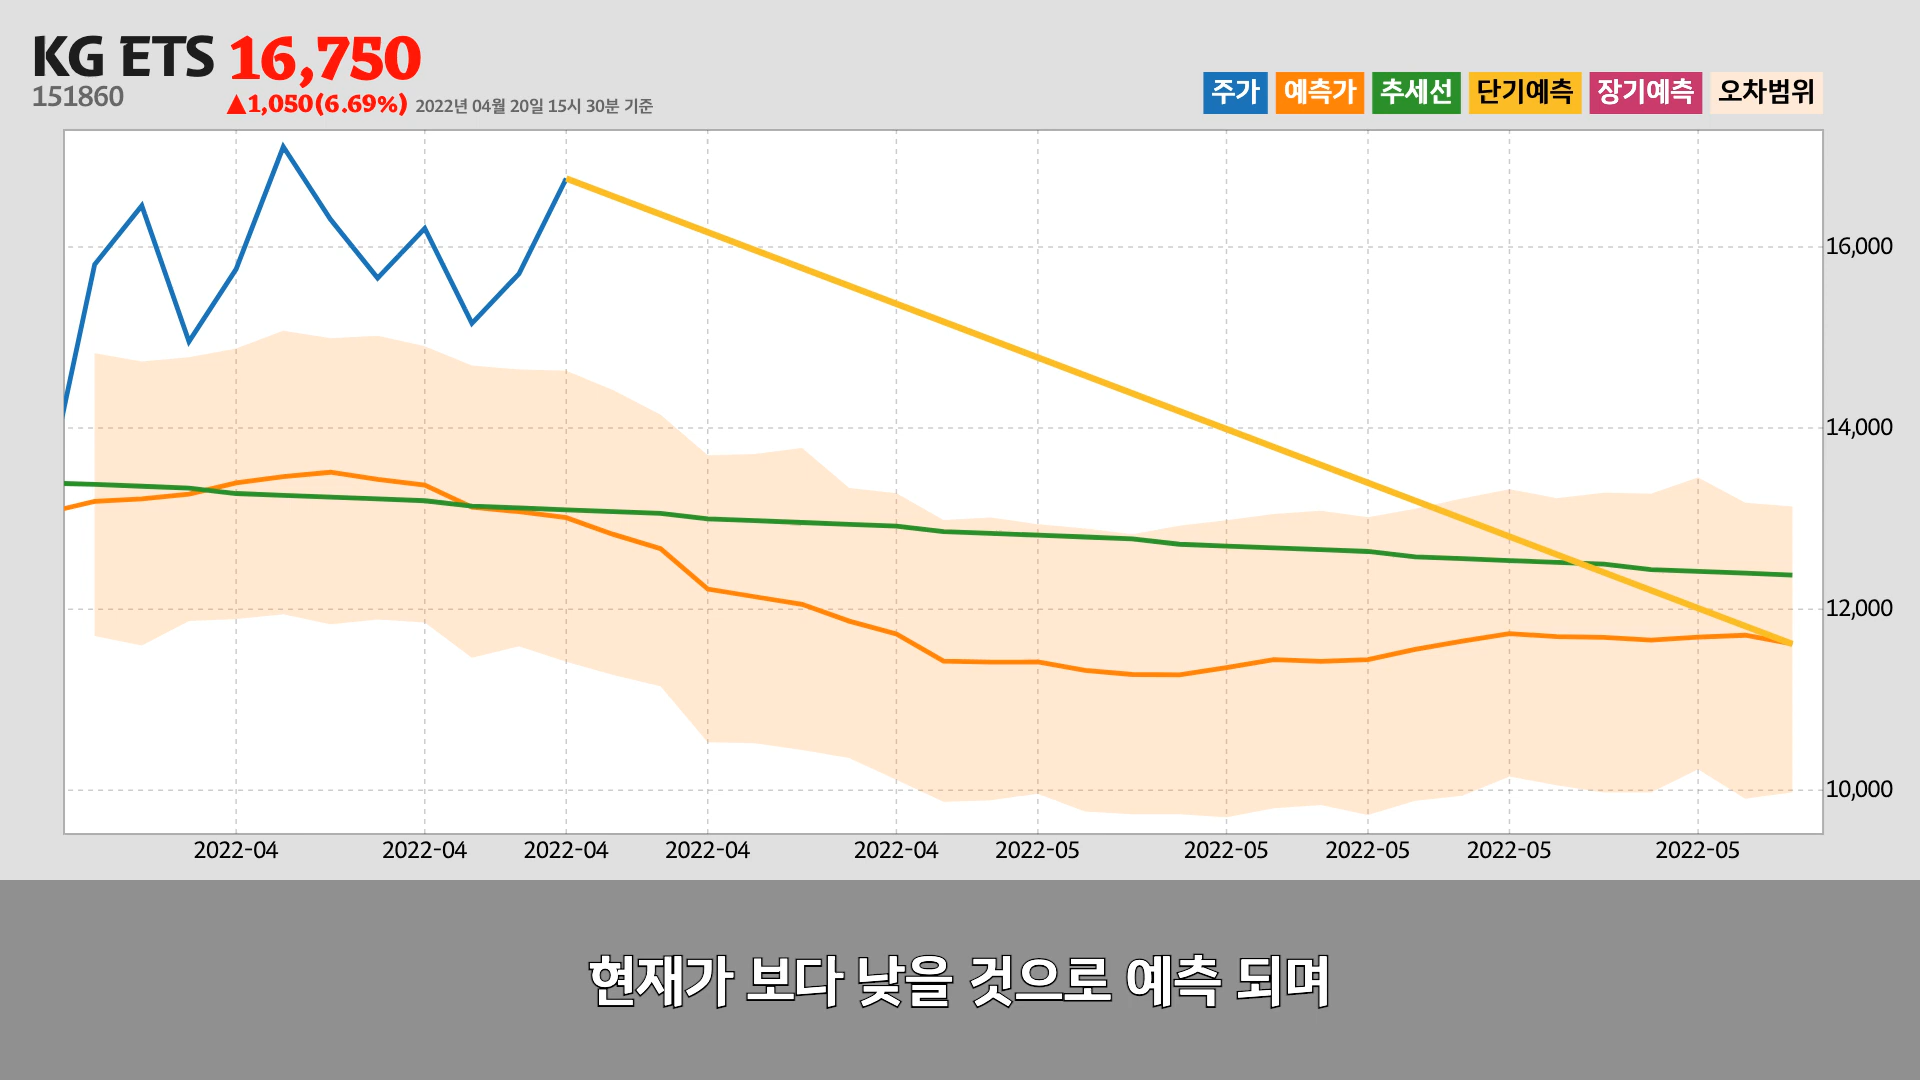 KG ETS 16,750
151860
▲1,050(6.69%) 2022년 04월 20일 15시 30분 기준
주가 예측가 추세선 단기예측 장기예측 오차범위
16,000
14,000
12,000
10,000
2022-04 2022-04 2022-04 2022-04 2022-04 2022-05 2022-05 2022-05 2022-05 2022-05
현재가 보다 낮을 것으로 예측 되며